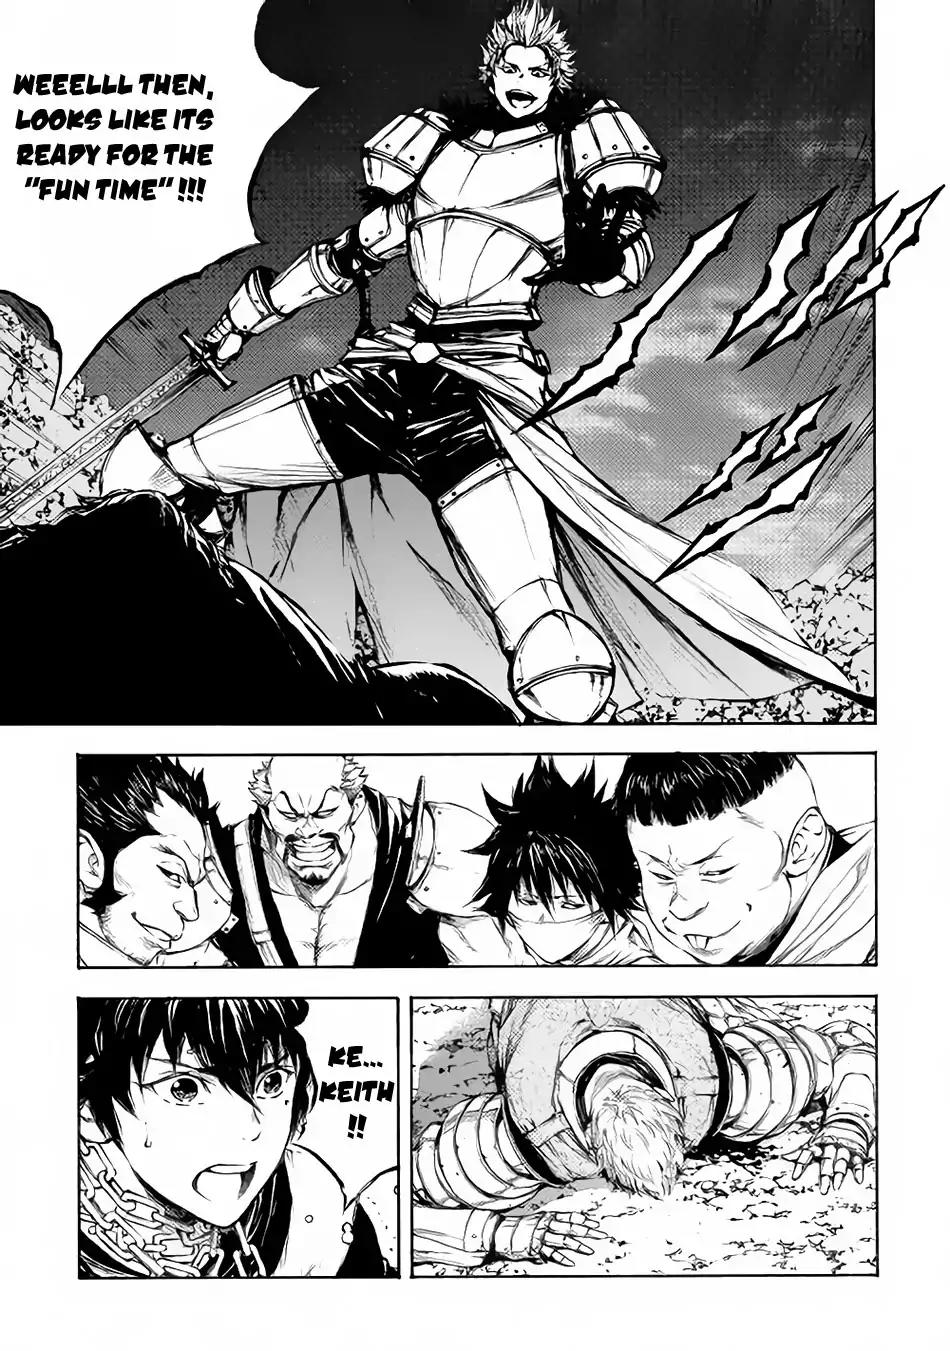 WEEELLL THEN,
LOOKS LIKE ITS
READY FOR THE
"FUN TIME" !!!
KE...
KEITH
!!